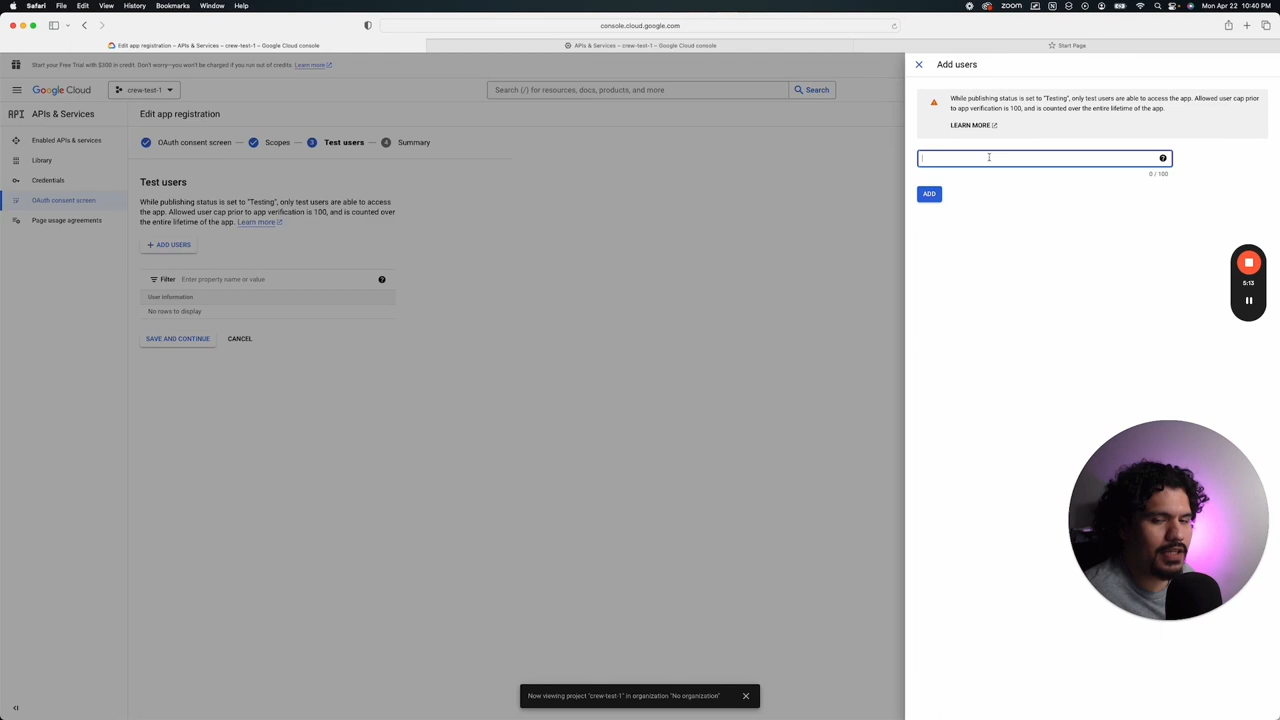 Safari File Edit View History Bookmarks Window Help
zoom
Mon Apr 22 10:40 PM
console.cloud.google.com
Edit app registration – APIs & Services – crew-test-1 – Google Cloud console
APIs & Services – crew-test-1 – Google Cloud console
Start Page
Start your Free Trial with $300 in credit. Don't worry—you won't be charged if you run out of credits. Learn more
Google Cloud
crew-test-1
Search (/) for resources, docs, products, and more
Search
API APIs & Services
Enabled APIs & services
Library
Credentials
OAuth consent screen
Page usage agreements
Edit app registration
OAuth consent screen
Scopes
3 Test users
4 Summary
Test users
While publishing status is set to "Testing", only test users are able to access
the app. Allowed user cap prior to app verification is 100, and is counted over
the entire lifetime of the app. Learn more
+ ADD USERS
Filter Enter property name or value
User information
No rows to display
SAVE AND CONTINUE
CANCEL
Add users
While publishing status is set to "Testing", only test users are able to access the app. Allowed user cap prior
to app verification is 100, and is counted over the entire lifetime of the app.
LEARN MORE
0 / 100
ADD
5:13
Now viewing project "crew-test-1" in organization "No organization"